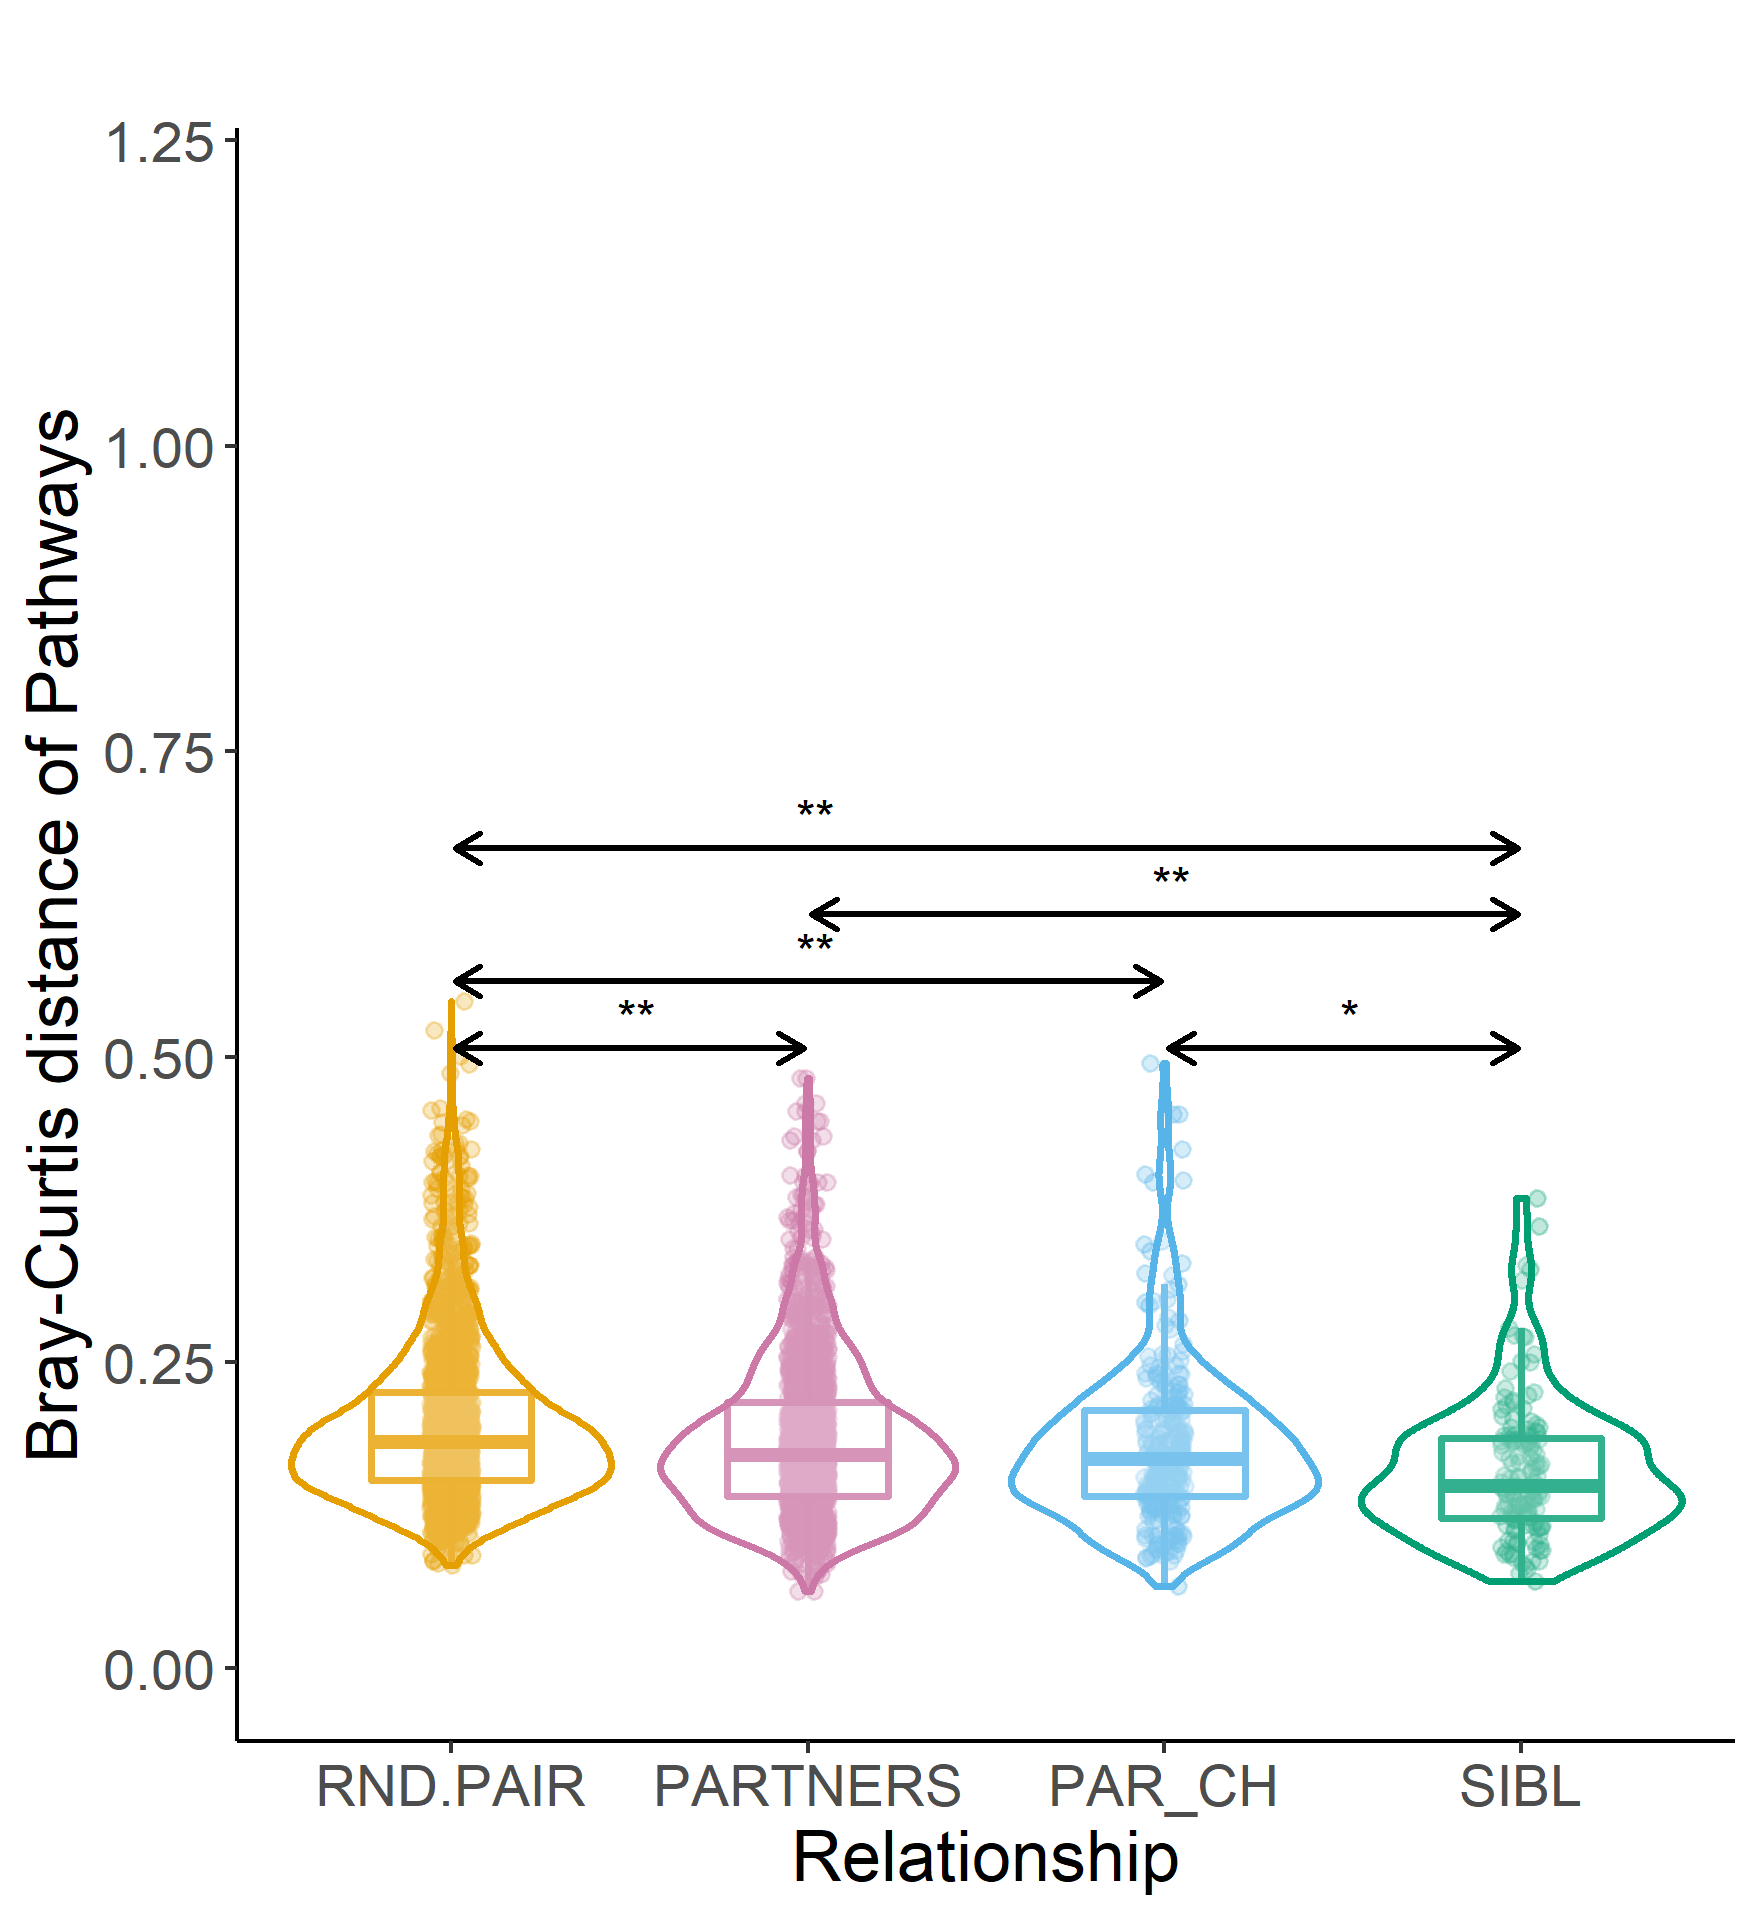 1.25
1.00
0.75
0.50
0.25
0.00
Bray-Curtis distance of Pathways
**
**
**
**
*
RND.PAIR
PARTNERS
PAR_CH
SIBL
Relationship